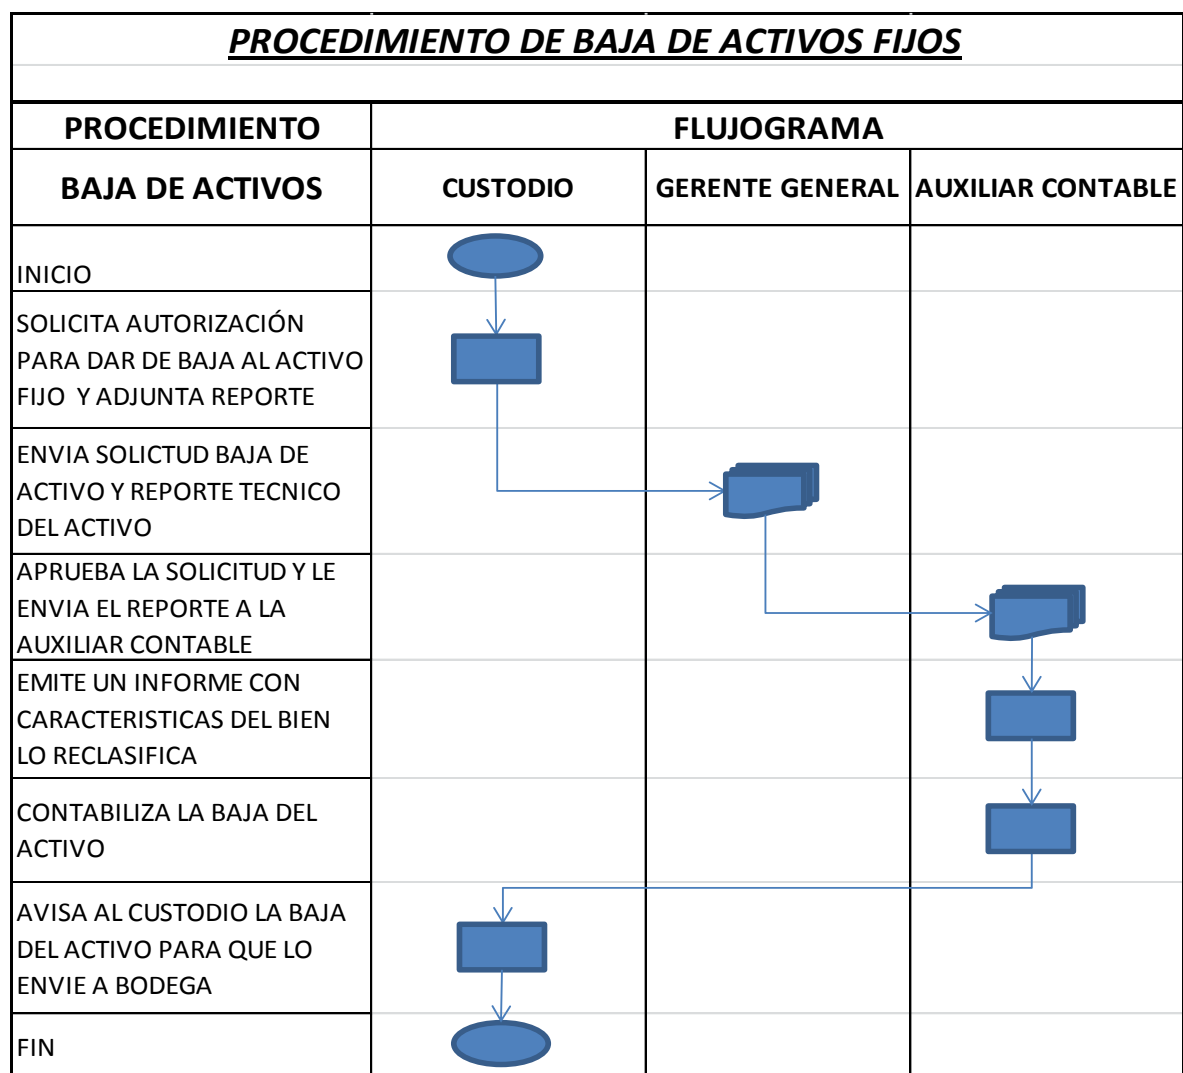 PROCEDIMIENTO DE BAJA DE ACTIVOS FIJOS
PROCEDIMIENTO
FLUJOGRAMA
BAJA DE ACTIVOS
CUSTODIO
GERENTE GENERAL
AUXILIAR CONTABLE
INICIO
SOLICITA AUTORIZACIÓN
PARA DAR DE BAJA AL ACTIVO
FIJO Y ADJUNTA REPORTE
ENVIA SOLICTUD BAJA DE
ACTIVO Y REPORTE TECNICO
DEL ACTIVO
APRUEBA LA SOLICITUD Y LE
ENVIA EL REPORTE A LA
AUXILIAR CONTABLE
EMITE UN INFORME CON
CARACTERISTICAS DEL BIEN
LO RECLASIFICA
CONTABILIZA LA BAJA DEL
ACTIVO
AVISA AL CUSTODIO LA BAJA
DEL ACTIVO PARA QUE LO
ENVIE A BODEGA
FIN